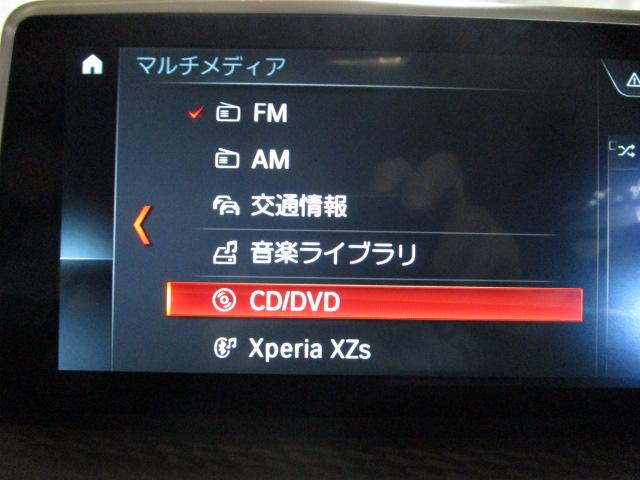 マルチメディア
FM
AM
交通情報
音楽ライブラリ
CD/DVD
Xperia XZs